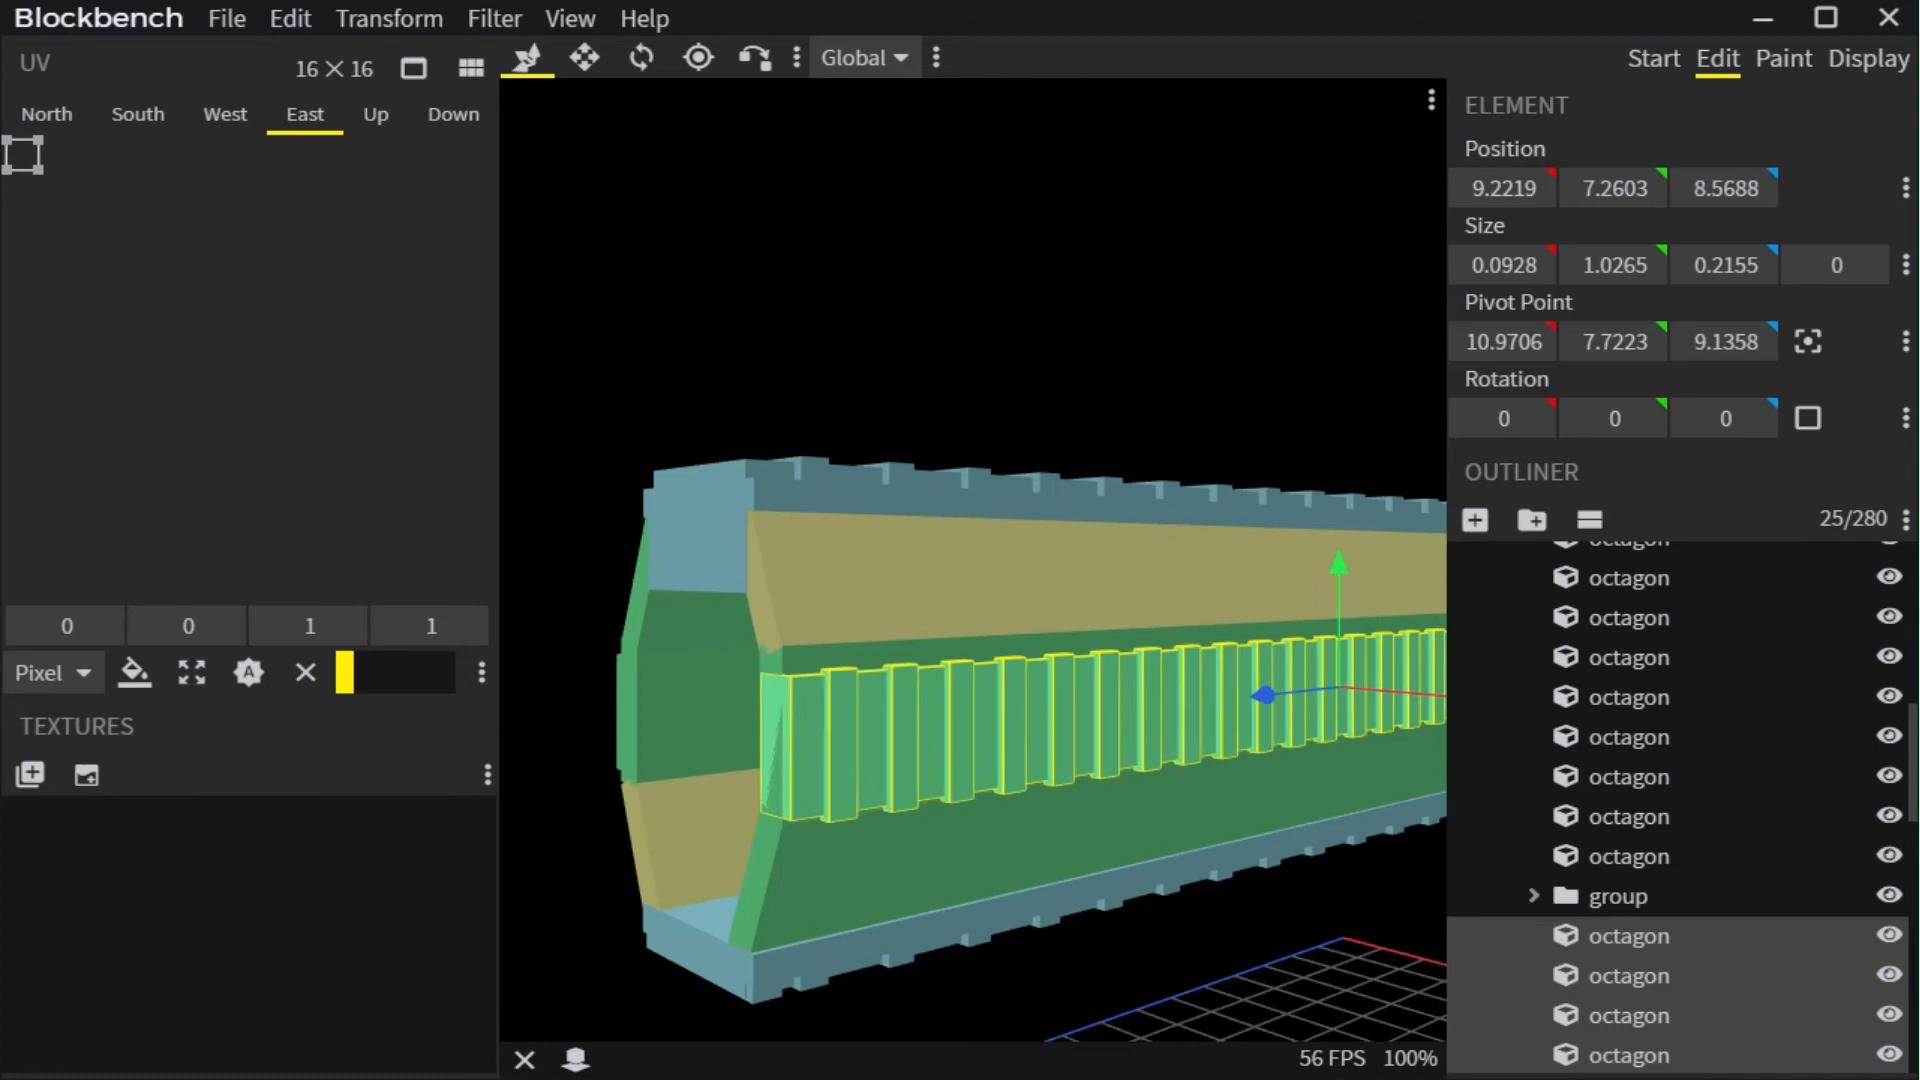 Blockbench File Edit Transform Filter View Help
UV
16 × 16
Global
Start Edit Paint Display
North South West East Up Down
ELEMENT
Position
9.2219 7.2603 8.5688
Size
0.0928 1.0265 0.2155 0
Pivot Point
10.9706 7.7223 9.1358
Rotation
0 0 0
OUTLINER
25/280
octagon
octagon
octagon
octagon
octagon
octagon
octagon
octagon
octagon
group
octagon
octagon
octagon
octagon
0 0 1 1
Pixel
TEXTURES
56 FPS 100%